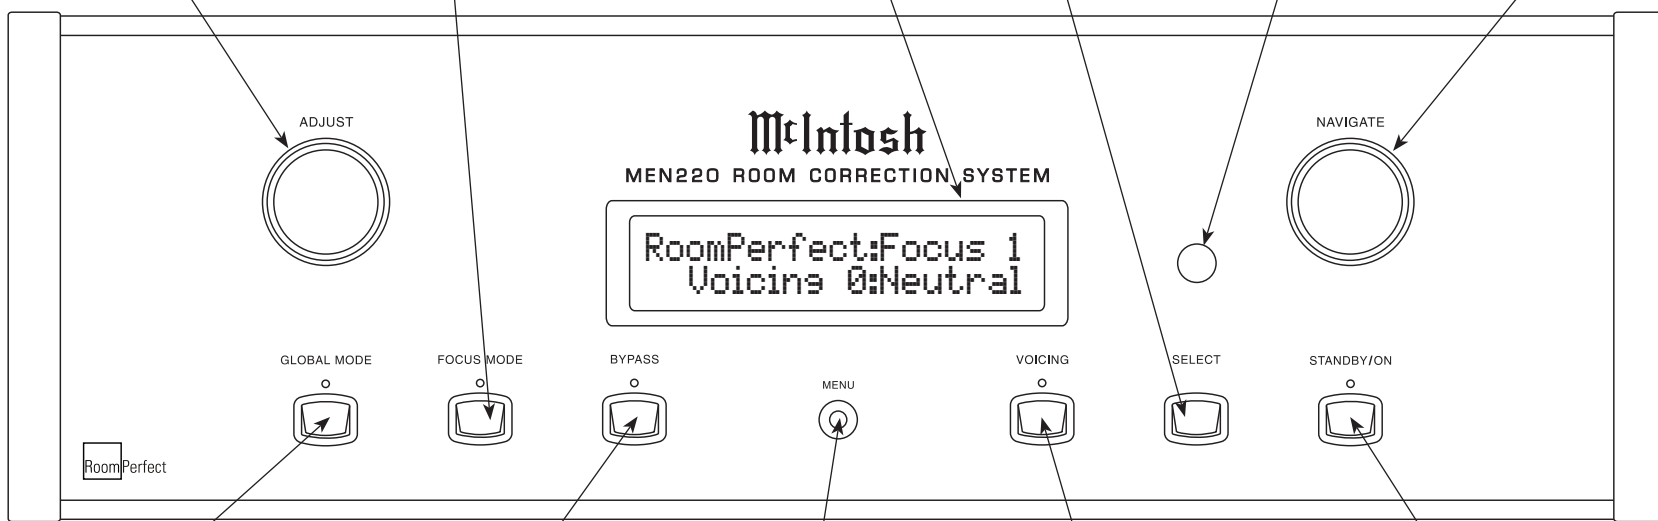 ADJUST
NAVIGATE
McIntosh
MEN220 ROOM CORRECTION SYSTEM
RoomPerfect:Focus 1
Voicing 0:Neutral
GLOBAL MODE
FOCUS MODE
BYPASS
MENU
VOICING
SELECT
STANDBY/ON
RoomPerfect